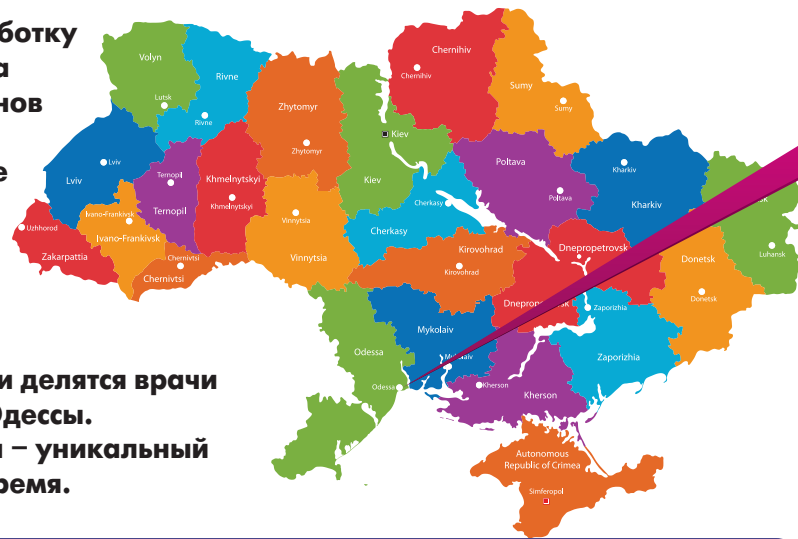 ботку
а
нов
е
и делятся врачи
Одессы.
– уникальный
ремя.
Volyn
Lutsk
Rivne
Rivne
Zhytomyr
Zhytomyr
Chernihiv
Chernihiv
Sumy
Sumy
Kiev
Kiev
Lviv
Lviv
Ternopil
Ternopil
Khmelnytskyi
Khmelnytskyi
Poltava
Poltava
Kharkiv
Kharkiv
Luhansk
Cherkasy
Cherkasy
Uzhhorod
Zakarpattia
Ivano-Frankivsk
Ivano-Frankivsk
Chernivtsi
Chernivtsi
Vinnytsia
Vinnytsia
Kirovohrad
Kirovohrad
Dnepropetrovsk
Donetsk
Donetsk
Zaporizhia
Zaporizhia
Mykolaiv
Odessa
Odessa
Kherson
Kherson
Autonomous
Republic of Crimea
Simferopol